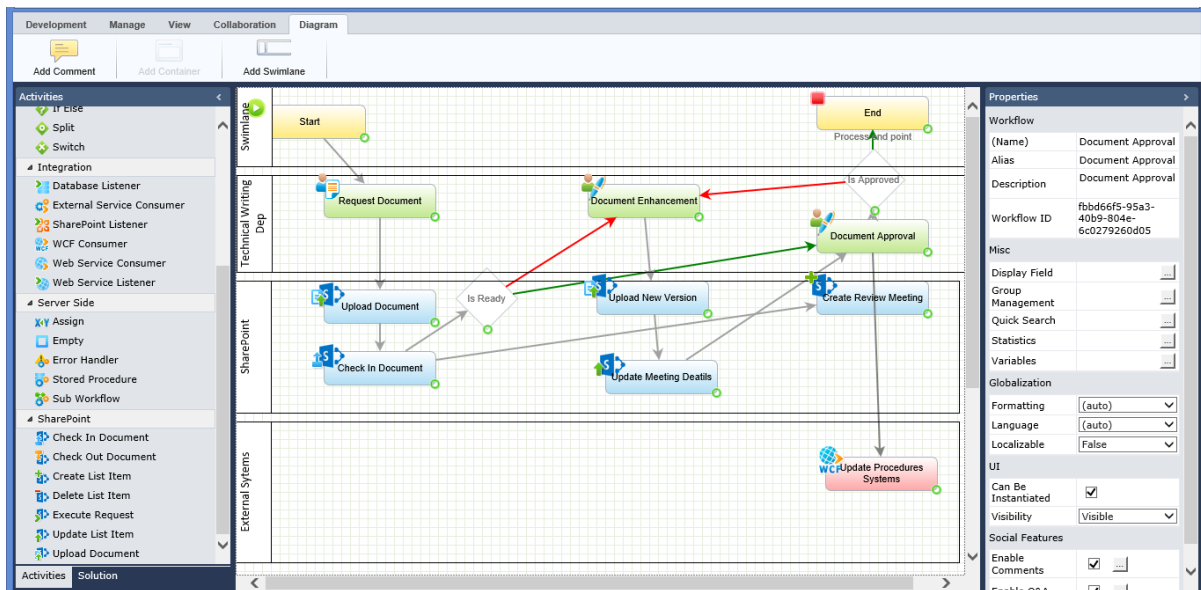 Development Manage View Collaboration Diagram
Add Comment
Add Container
Add Swimlane
Activities
If Else
Split
Switch
Integration
Database Listener
External Service Consumer
SharePoint Listener
WCF Consumer
Web Service Consumer
Web Service Listener
Server Side
Assign
Empty
Error Handler
Stored Procedure
Sub Workflow
SharePoint
Check In Document
Check Out Document
Create List Item
Delete List Item
Execute Request
Update List Item
Upload Document
Activities Solution
Swimlane
Start
End
Process end point
Technical Writing
Dep
Request Document
Document Enhancement
Is Approved
Document Approval
SharePoint
Upload Document
Is Ready
Upload New Version
Create Review Meeting
Check In Document
Update Meeting Deatils
External Sytems
WCF
Update Procedures
Systems
Properties
Workflow
(Name) Document Approval
Alias Document Approval
Description Document Approval
Workflow ID
fbbd66f5-95a3-
40b9-804e-
6c0279260d05
Misc
Display Field ...
Group
Management ...
Quick Search ...
Statistics ...
Variables ...
Globalization
Formatting (auto)
Language (auto)
Localizable False
UI
Can Be
Instantiated
Visibility Visible
Social Features
Enable
Comments ...